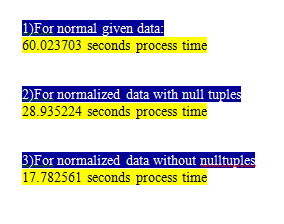 1)For normal given data:
60.023703 seconds process time
2)For normalized data with null tuples
28.935224 seconds process time
3)For normalized data without nulltuples
17.782561 seconds process time